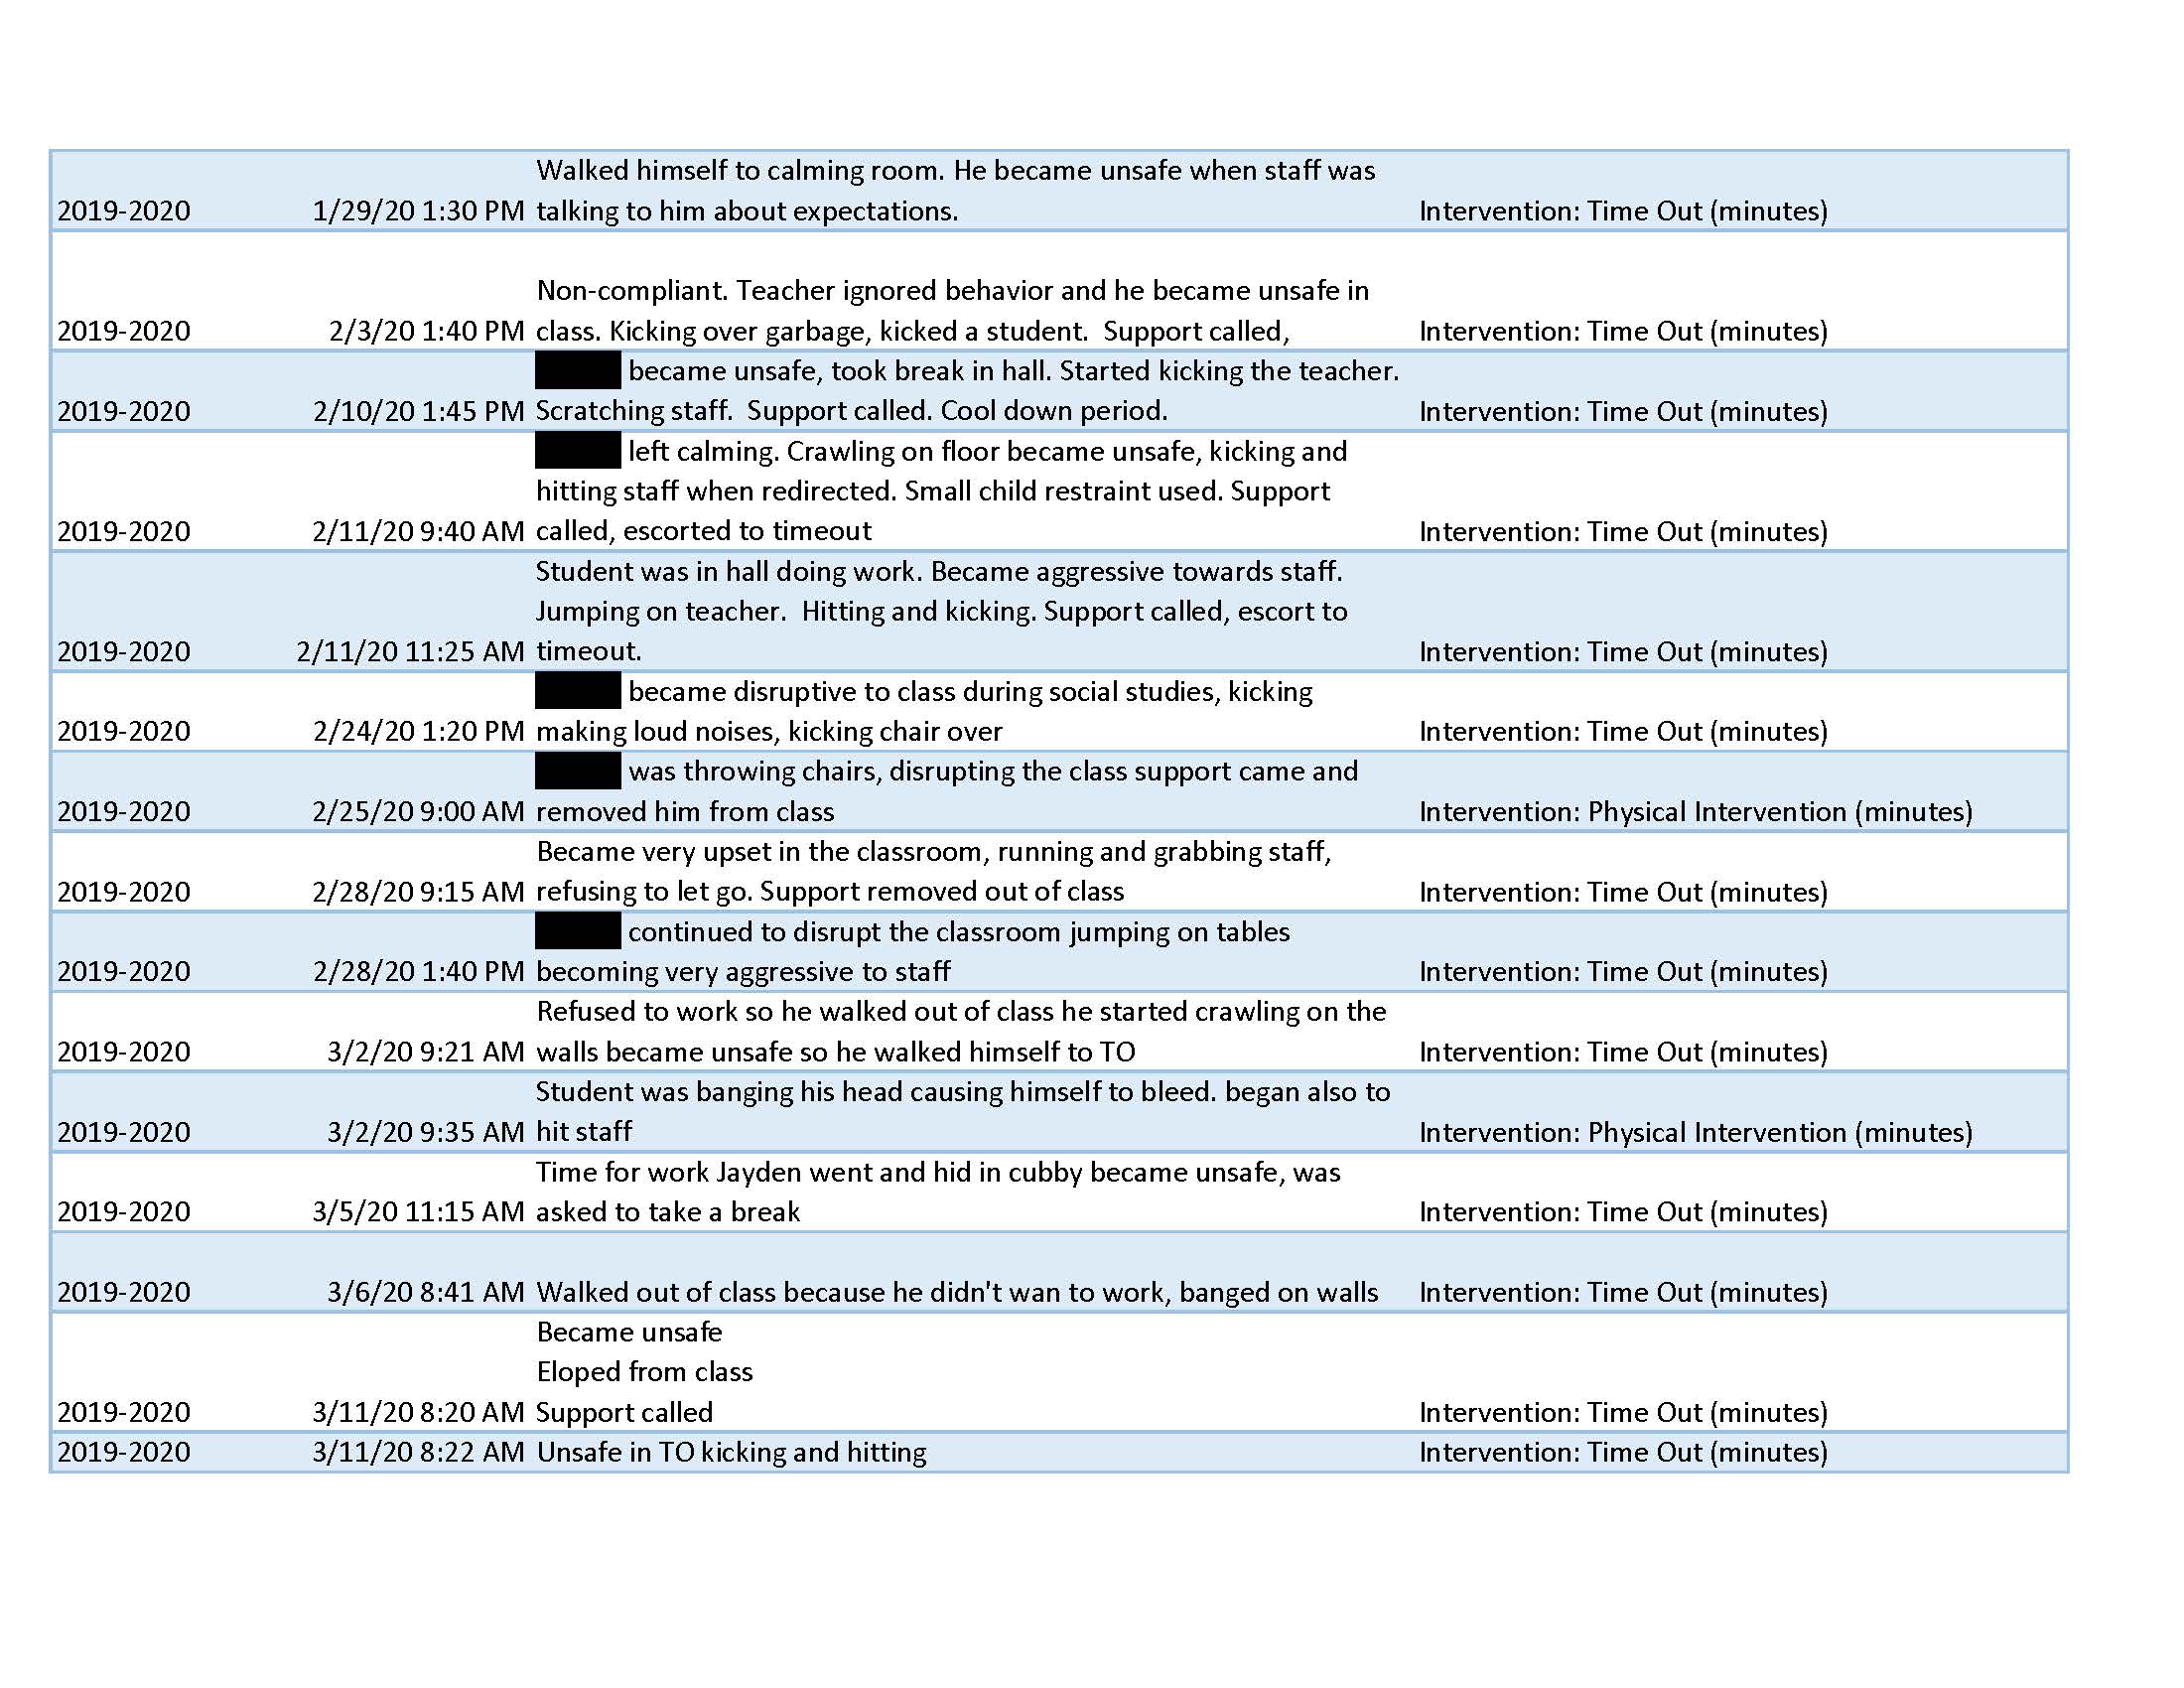 Walked himself to calming room. He became unsafe when staff was
2019-2020 1/29/20 1:30 PM talking to him about expectations. Intervention: Time Out (minutes)
Non-compliant. Teacher ignored behavior and he became unsafe in
2019-2020 2/3/20 1:40 PM class. Kicking over garbage, kicked a student.  Support called, Intervention: Time Out (minutes)
became unsafe, took break in hall. Started kicking the teacher.
2019-2020 2/10/20 1:45 PM Scratching staff.  Support called. Cool down period. Intervention: Time Out (minutes)
left calming. Crawling on floor became unsafe, kicking and
hitting staff when redirected. Small child restraint used. Support
2019-2020 2/11/20 9:40 AM called, escorted to timeout Intervention: Time Out (minutes)
Student was in hall doing work. Became aggressive towards staff.
Jumping on teacher.  Hitting and kicking. Support called, escort to
2019-2020 2/11/20 11:25 AM timeout. Intervention: Time Out (minutes)
became disruptive to class during social studies, kicking
2019-2020 2/24/20 1:20 PM making loud noises, kicking chair over Intervention: Time Out (minutes)
was throwing chairs, disrupting the class support came and
2019-2020 2/25/20 9:00 AM removed him from class Intervention: Physical Intervention (minutes)
Became very upset in the classroom, running and grabbing staff,
2019-2020 2/28/20 9:15 AM refusing to let go. Support removed out of class Intervention: Time Out (minutes)
continued to disrupt the classroom jumping on tables
2019-2020 2/28/20 1:40 PM becoming very aggressive to staff Intervention: Time Out (minutes)
Refused to work so he walked out of class he started crawling on the
2019-2020 3/2/20 9:21 AM walls became unsafe so he walked himself to TO Intervention: Time Out (minutes)
Student was banging his head causing himself to bleed. began also to
2019-2020 3/2/20 9:35 AM hit staff Intervention: Physical Intervention (minutes)
Time for work Jayden went and hid in cubby became unsafe, was
2019-2020 3/5/20 11:15 AM asked to take a break Intervention: Time Out (minutes)
2019-2020 3/6/20 8:41 AM Walked out of class because he didn't wan to work, banged on walls Intervention: Time Out (minutes)
Became unsafe
Eloped from class
2019-2020 3/11/20 8:20 AM Support called Intervention: Time Out (minutes)
2019-2020 3/11/20 8:22 AM Unsafe in TO kicking and hitting Intervention: Time Out (minutes)